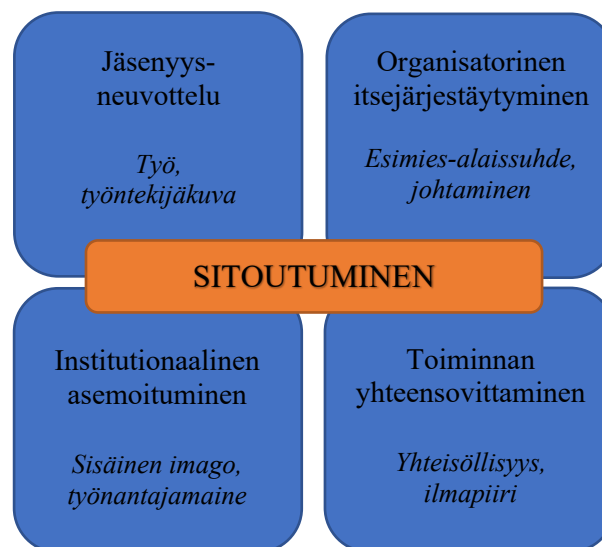 Jäsenyys-
neuvottelu
Työ,
työntekijäkuva
Organisatorinen
itsejärjestäytyminen
Esimies-alaissuhde,
johtaminen
SITOUTUMINEN
Institutionaalinen
asemoituminen
Sisäinen imago,
työnantajamaine
Toiminnan
yhteensovittaminen
Yhteisöllisyys,
ilmapiiri